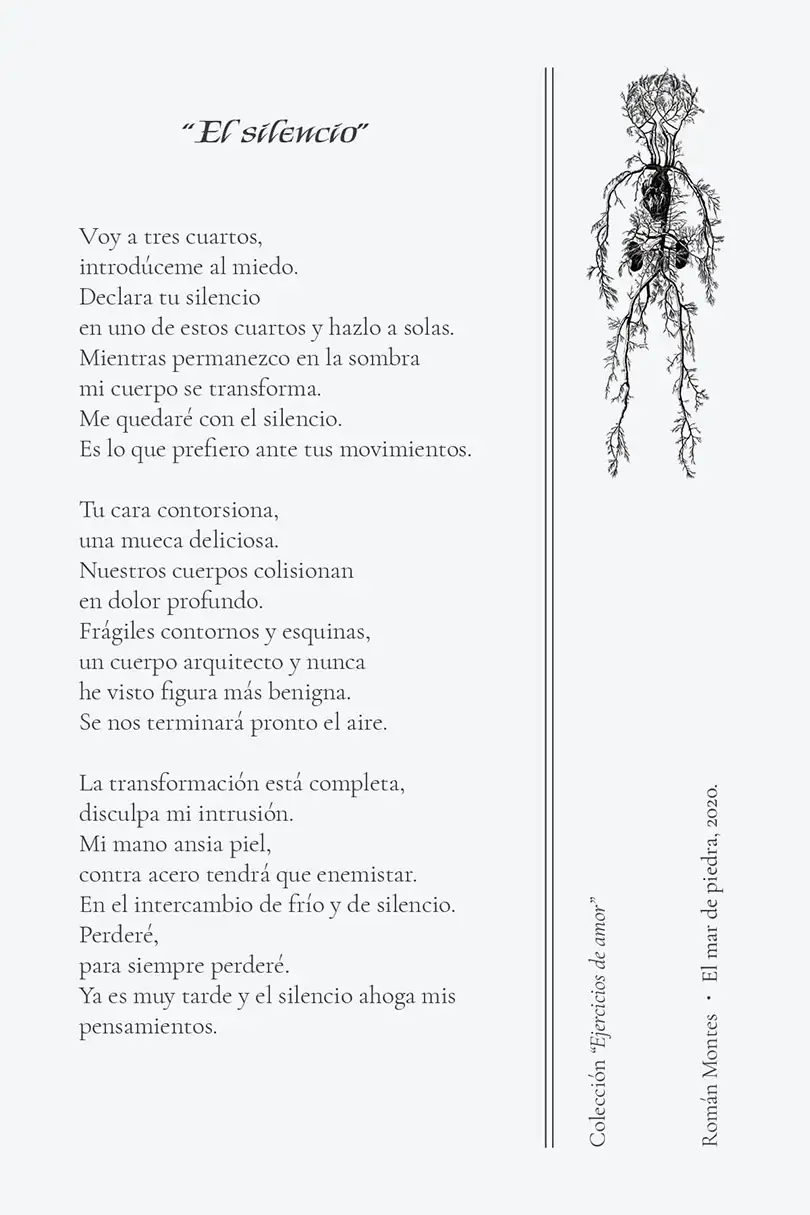 “El silencio”
Voy a tres cuartos,
introdúceme al miedo.
Declara tu silencio
en uno de estos cuartos y hazlo a solas.
Mientras permanezco en la sombra
mi cuerpo se transforma.
Me quedaré con el silencio.
Es lo que prefiero ante tus movimientos.
Tu cara contorsiona,
una mueca deliciosa.
Nuestros cuerpos colisionan
en dolor profundo.
Frágiles contornos y esquinas,
un cuerpo arquitecto y nunca
he visto figura más benigna.
Se nos terminará pronto el aire.
La transformación está completa,
disculpa mi intrusión.
Mi mano ansia piel,
contra acero tendrá que enemistar.
En el intercambio de frío y de silencio.
Perderé,
para siempre perderé.
Ya es muy tarde y el silencio ahoga mis
pensamientos.
Colección “Ejercicios de amor”
Román Montes • El mar de piedra, 2020.